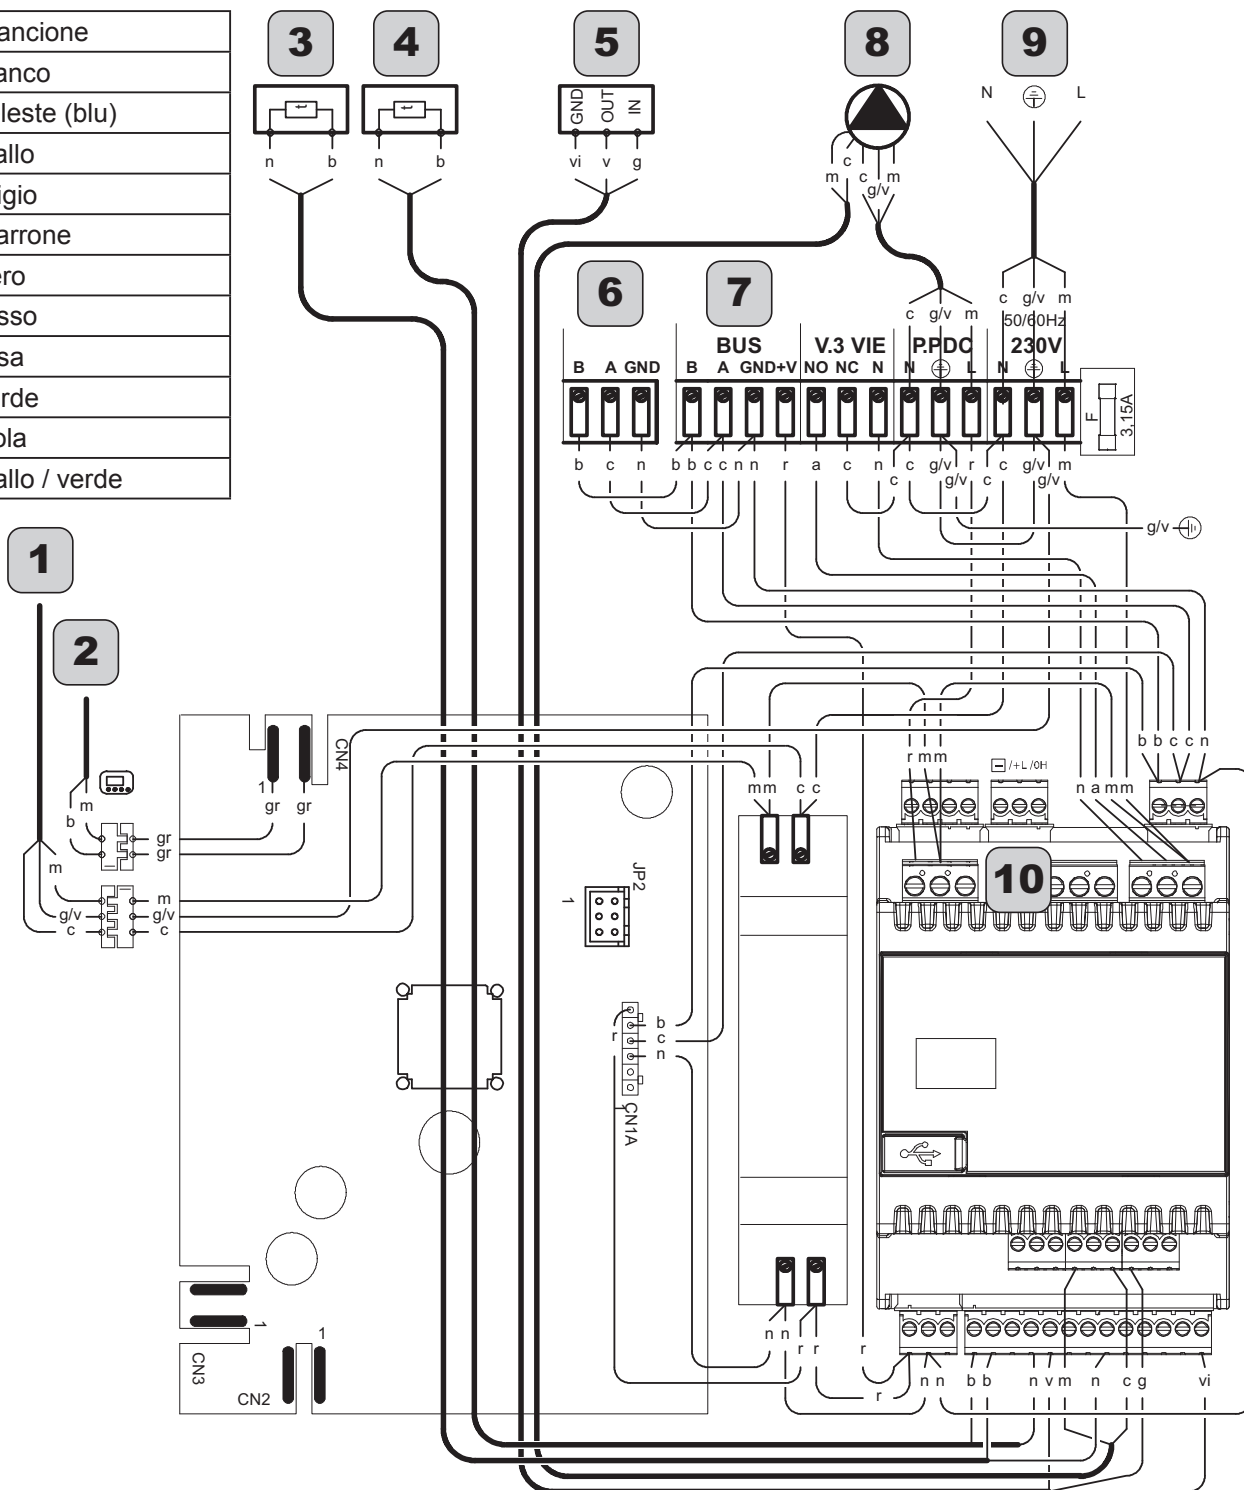 ancione
anco
leste (blu)
allo
igio
arrone
ero
sso
sa
rde
ola
allo / verde
3
4
5
8
9
GND
OUT
IN
N
L
t
t
n
b
n
b
vi
v
g
m
c
c
m
g/v
6
7
c
g/v
m
c
g/v
m
50/60Hz
BUS
V.3 VIE
P.PDC
230V
B
A
GND
B
A
GND
+V
NO
NC
N
N
L
N
L
F
3,15A
b
c
n
b
b
c
c
n
n
r
a
c
n
c
c
g/v
g/v
r
c
c
g/v
g/v
m
g/v
1
2
CN4
1
gr
gr
m
b
gr
gr
m
g/v
c
m
g/v
c
m
m
c
c
r
m
m
/+L /0H
n
a
m
m
b
b
c
c
n
10
JP2
1
r
b
c
n
1
CN1A
1
1
CN3
CN2
n
n
r
r
r
r
n
n
b
b
n
v
m
n
c
g
vi